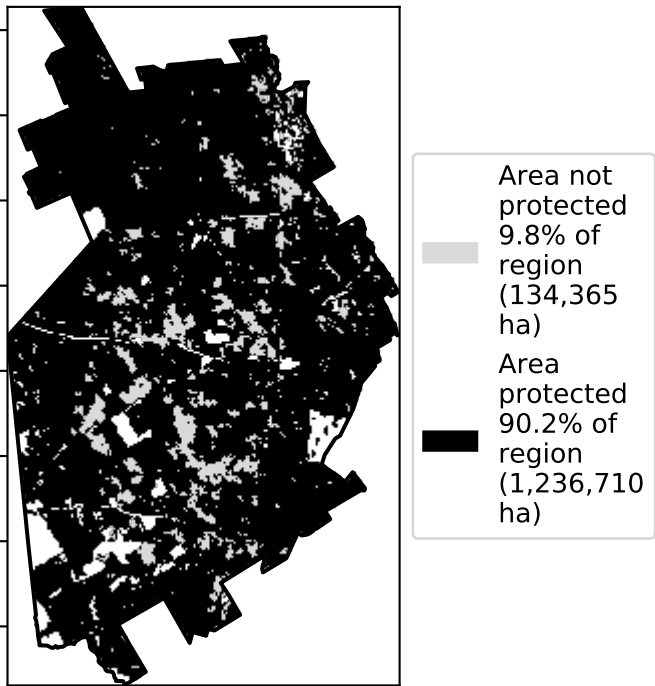 Area not
protected
9.8% of
region
(134,365
ha)
Area
protected
90.2% of
region
(1,236,710
ha)